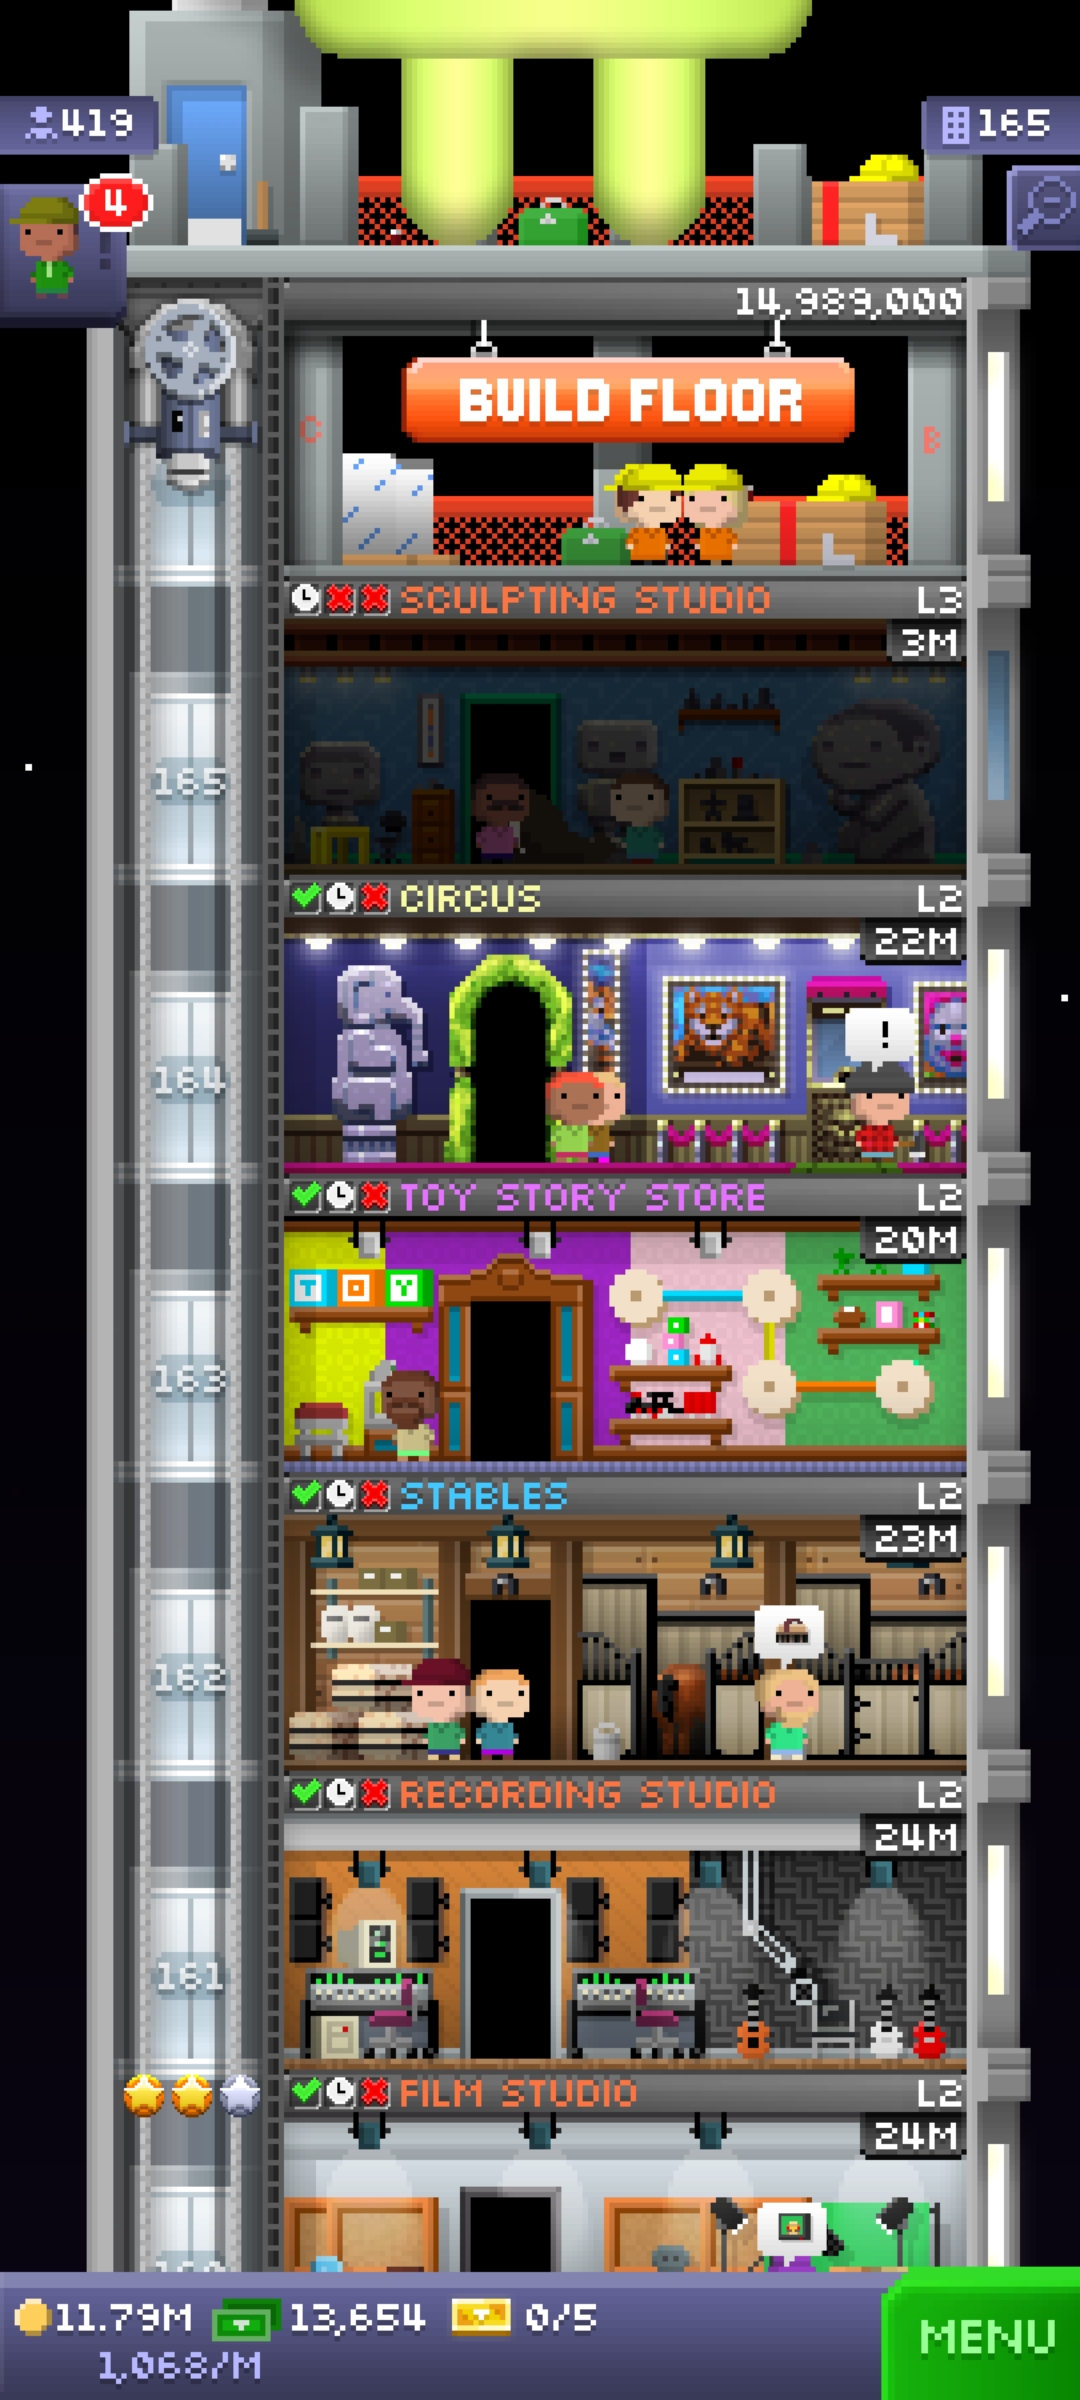 419
165
4
14,989,000
BUILD FLOOR
C
B
SCULPTING STUDIO L3
3M
165
CIRCUS L2
22M
!
164
TOY STORY STORE L2
20M
TOY
163
STABLES L2
23M
162
RECORDING STUDIO L2
24M
161
FILM STUDIO L2
24M
11.79M 13,654 0/5
1,068/M
MENU